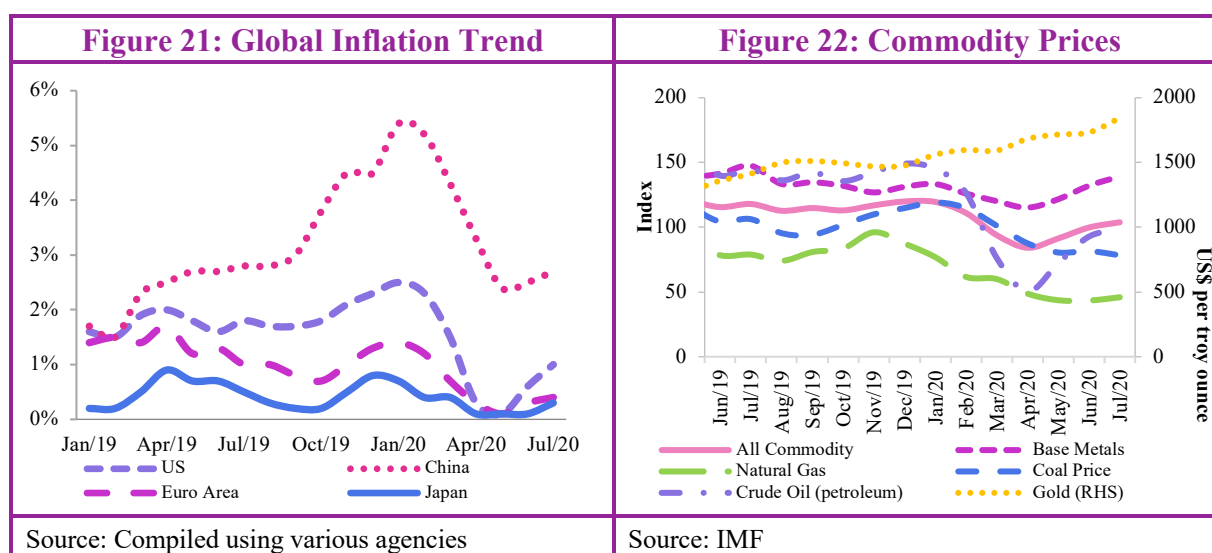 Figure 21: Global Inflation Trend
6%
5%
4%
3%
2%
1%
0%
Jan/19 Apr/19 Jul/19 Oct/19 Jan/20 Apr/20 Jul/20
US China
Euro Area Japan
Source: Compiled using various agencies
Figure 22: Commodity Prices
200
150
100
50
0
Index
2000
1500
1000
500
0
US$ per troy ounce
Jun/19 Jul/19 Aug/19 Sep/19 Oct/19 Nov/19 Dec/19 Jan/20 Feb/20 Mar/20 Apr/20 May/20 Jun/20 Jul/20
All Commodity Base Metals
Natural Gas Coal Price
Crude Oil (petroleum) Gold (RHS)
Source: IMF